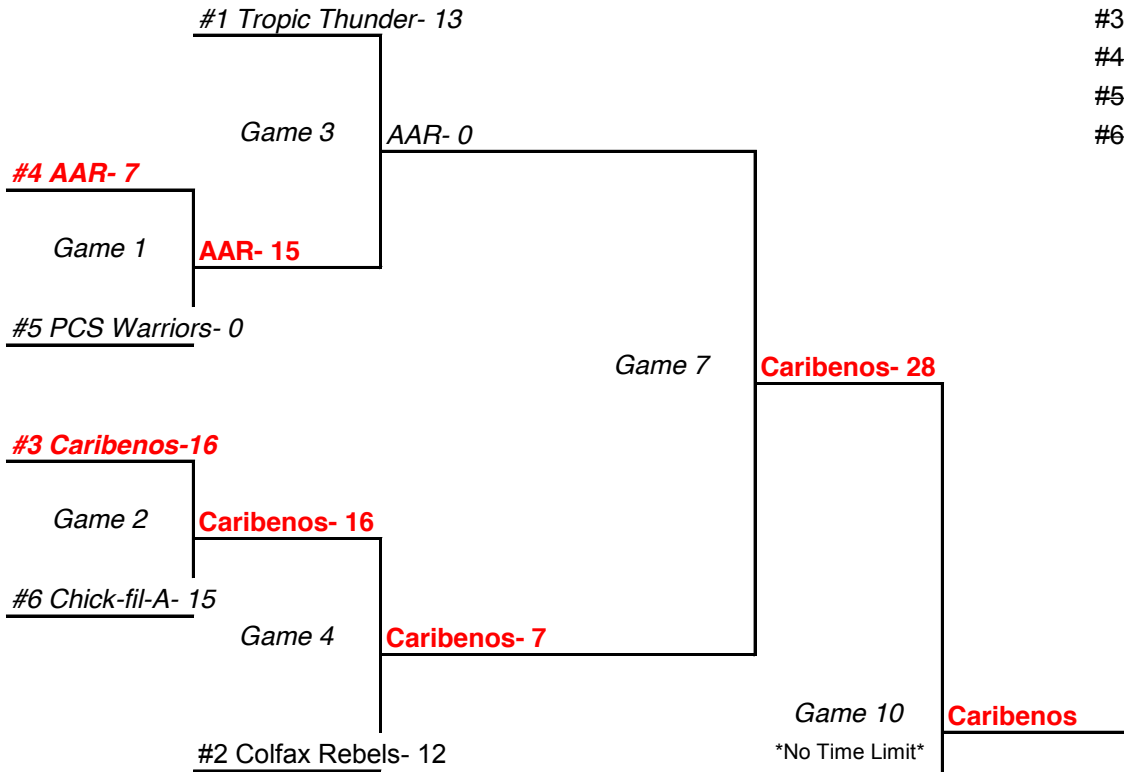 #1 Tropic Thunder- 13
#3
#4
#5
Game 3
AAR- 0
#6
#4 AAR- 7
Game 1
AAR- 15
#5 PCS Warriors- 0
Game 7
Caribenos- 28
#3 Caribenos-16
Game 2
Caribenos- 16
#6 Chick-fil-A- 15
Game 4
Caribenos- 7
Game 10
Caribenos
#2 Colfax Rebels- 12
*No Time Limit*